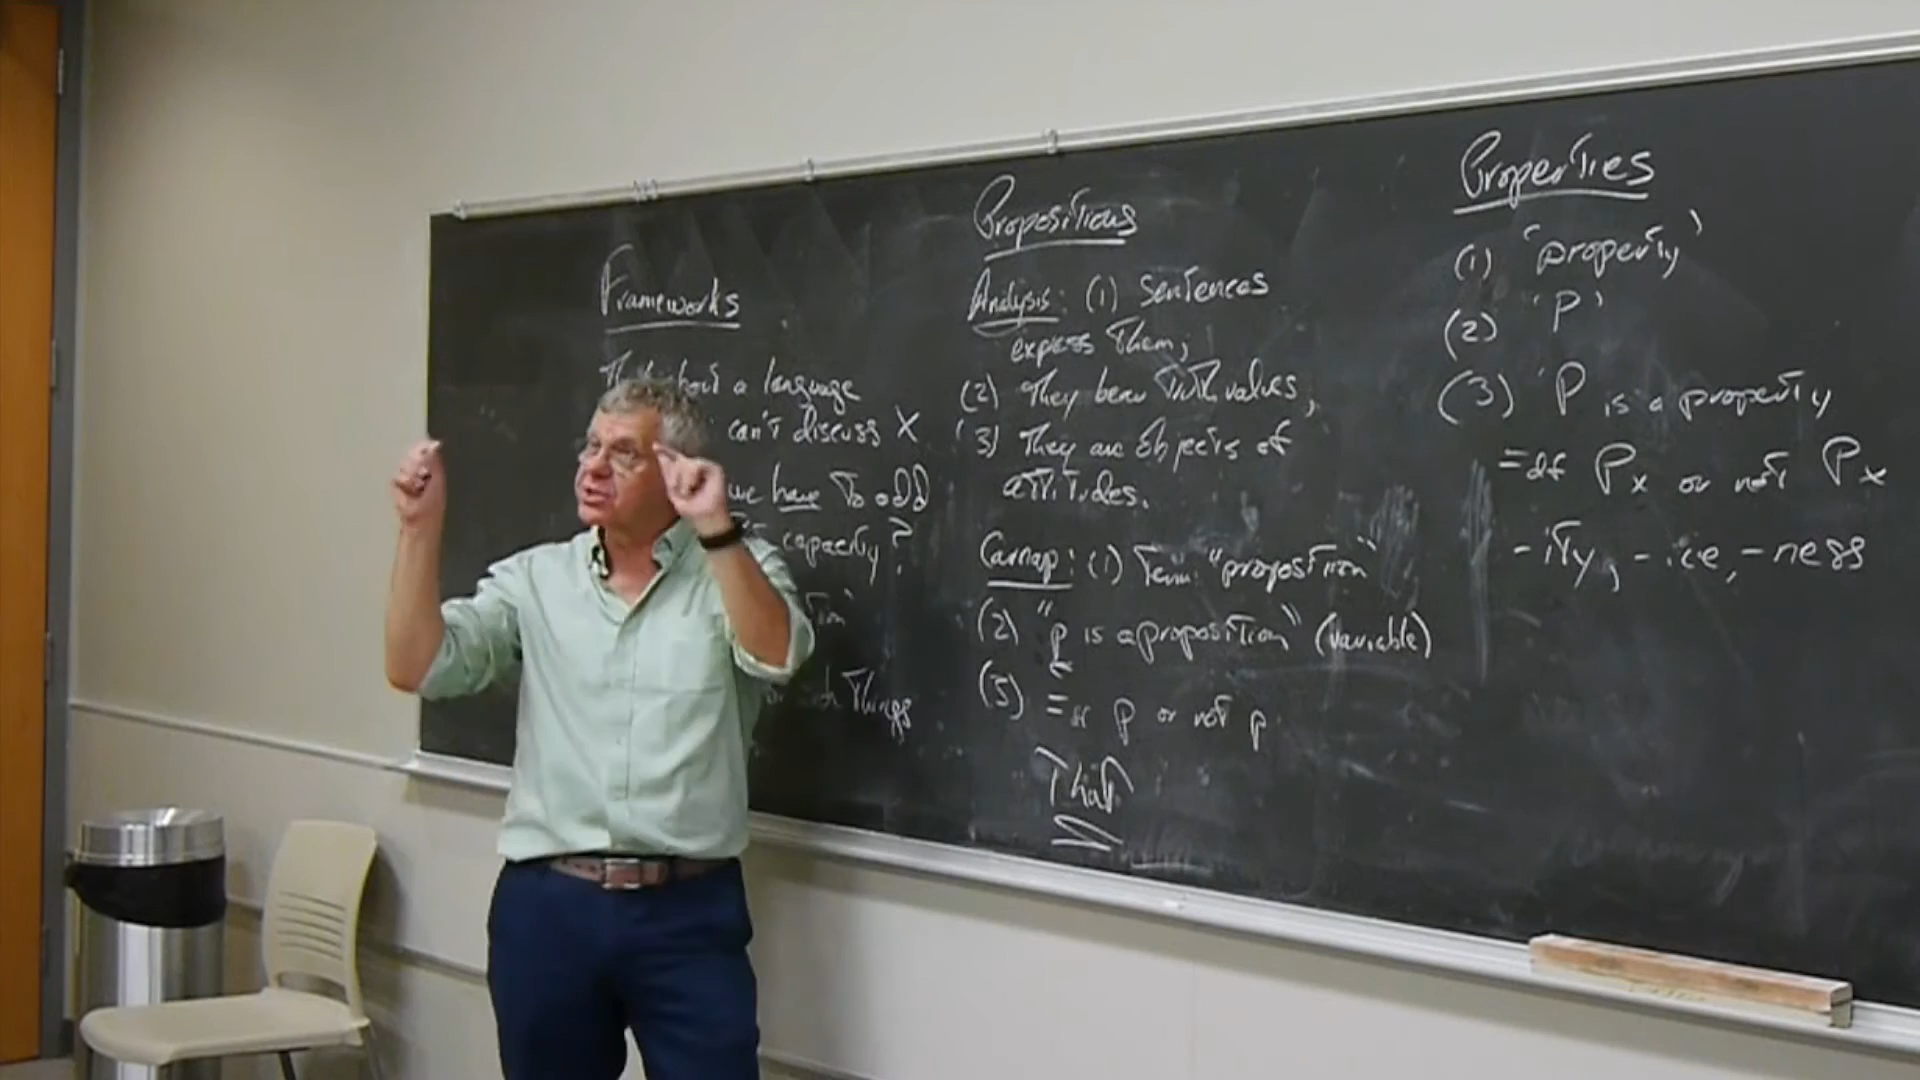 Frameworks
about a language
can't discuss X
we have to add
capacity?
Things
Propositions
Analysis: (1) Sentences
express them;
(2) They bear truth values;
(3) They are objects of
attitudes.
Carnap: (1) Term "proposition"
(2) "p is a proposition" (variable)
(3) =df p or not p
That
Properties
(1) 'property'
(2) 'P'
(3) 'P is a property
=df Px or not Px
-ity, -ice, -ness